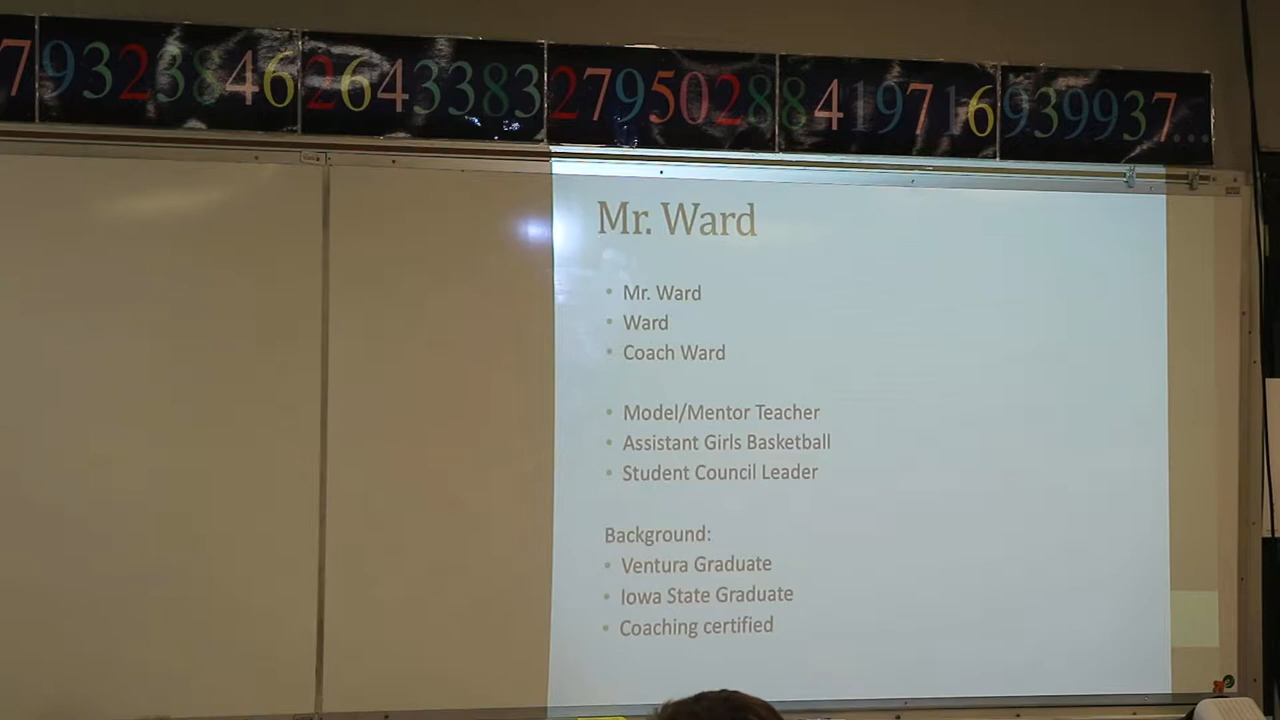 79323846264338327950288419716939937...
Mr. Ward
• Mr. Ward
• Ward
• Coach Ward
• Model/Mentor Teacher
• Assistant Girls Basketball
• Student Council Leader
Background:
• Ventura Graduate
• Iowa State Graduate
• Coaching certified